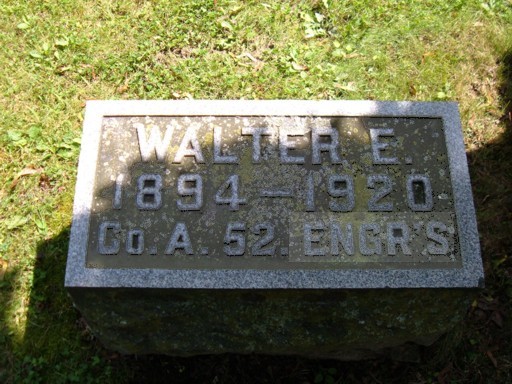 WALTER E.
1894-1920
Co. A. 52. ENGR'S